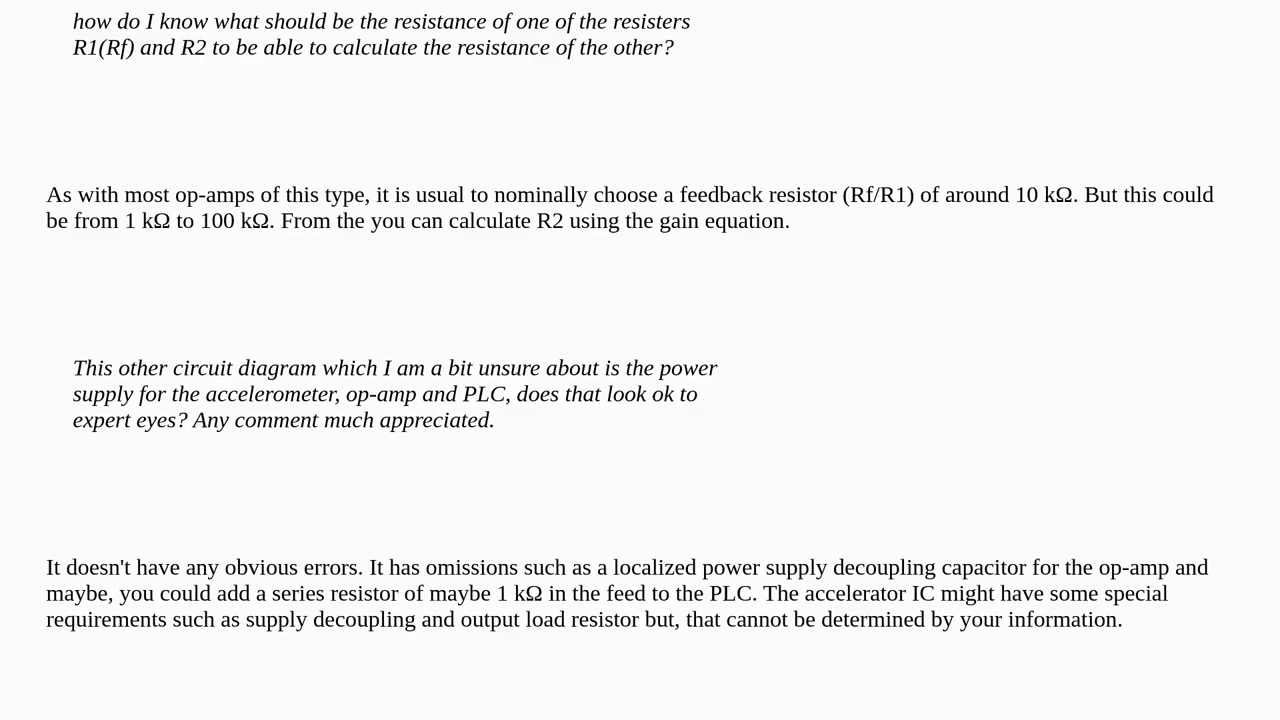 how do I know what should be the resistance of one of the resisters
R1(Rf) and R2 to be able to calculate the resistance of the other?
As with most op-amps of this type, it is usual to nominally choose a feedback resistor (Rf/R1) of around 10 kΩ. But this could
be from 1 kΩ to 100 kΩ. From the you can calculate R2 using the gain equation.
This other circuit diagram which I am a bit unsure about is the power
supply for the accelerometer, op-amp and PLC, does that look ok to
expert eyes? Any comment much appreciated.
It doesn't have any obvious errors. It has omissions such as a localized power supply decoupling capacitor for the op-amp and
maybe, you could add a series resistor of maybe 1 kΩ in the feed to the PLC. The accelerator IC might have some special
requirements such as supply decoupling and output load resistor but, that cannot be determined by your information.